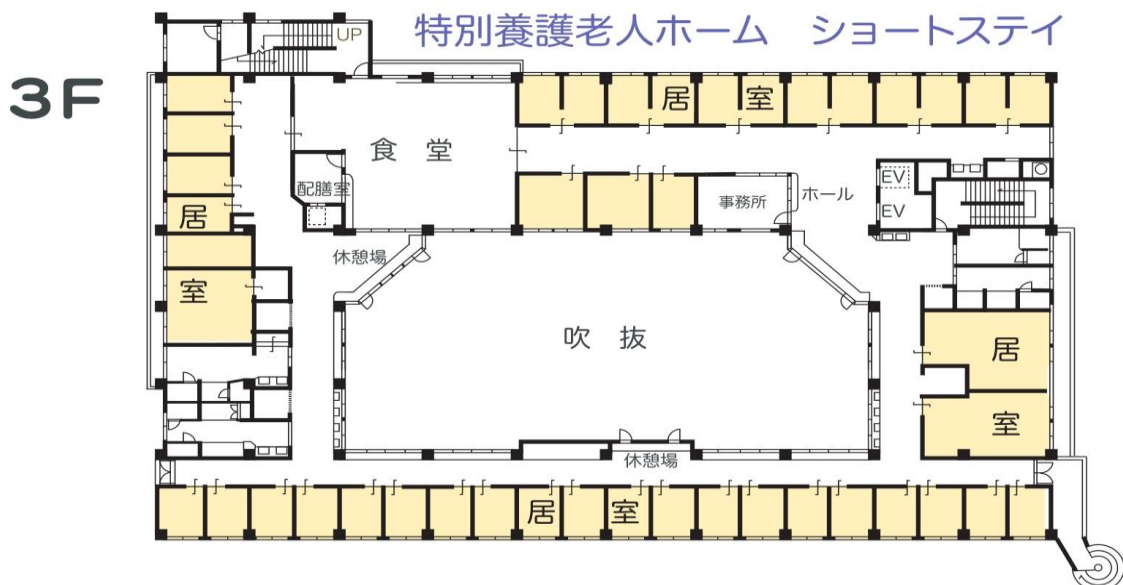 特別養護老人ホーム ショートステイ
3F
UP
居 室
食 堂
配膳室
EV
事務所
ホール
EV
居
休憩場
室
吹 抜
居
室
休憩場
居 室